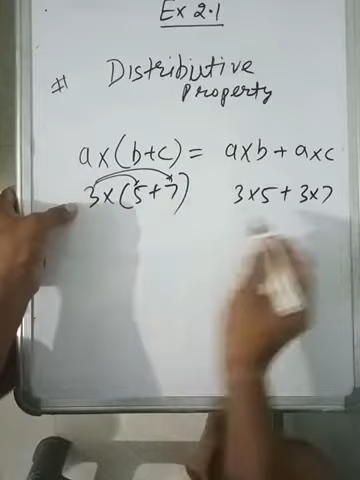 Ex 2.1
# Distributive
Property
a×(b+c) = a×b + a×c
3×(5+7) 3×5 + 3×7